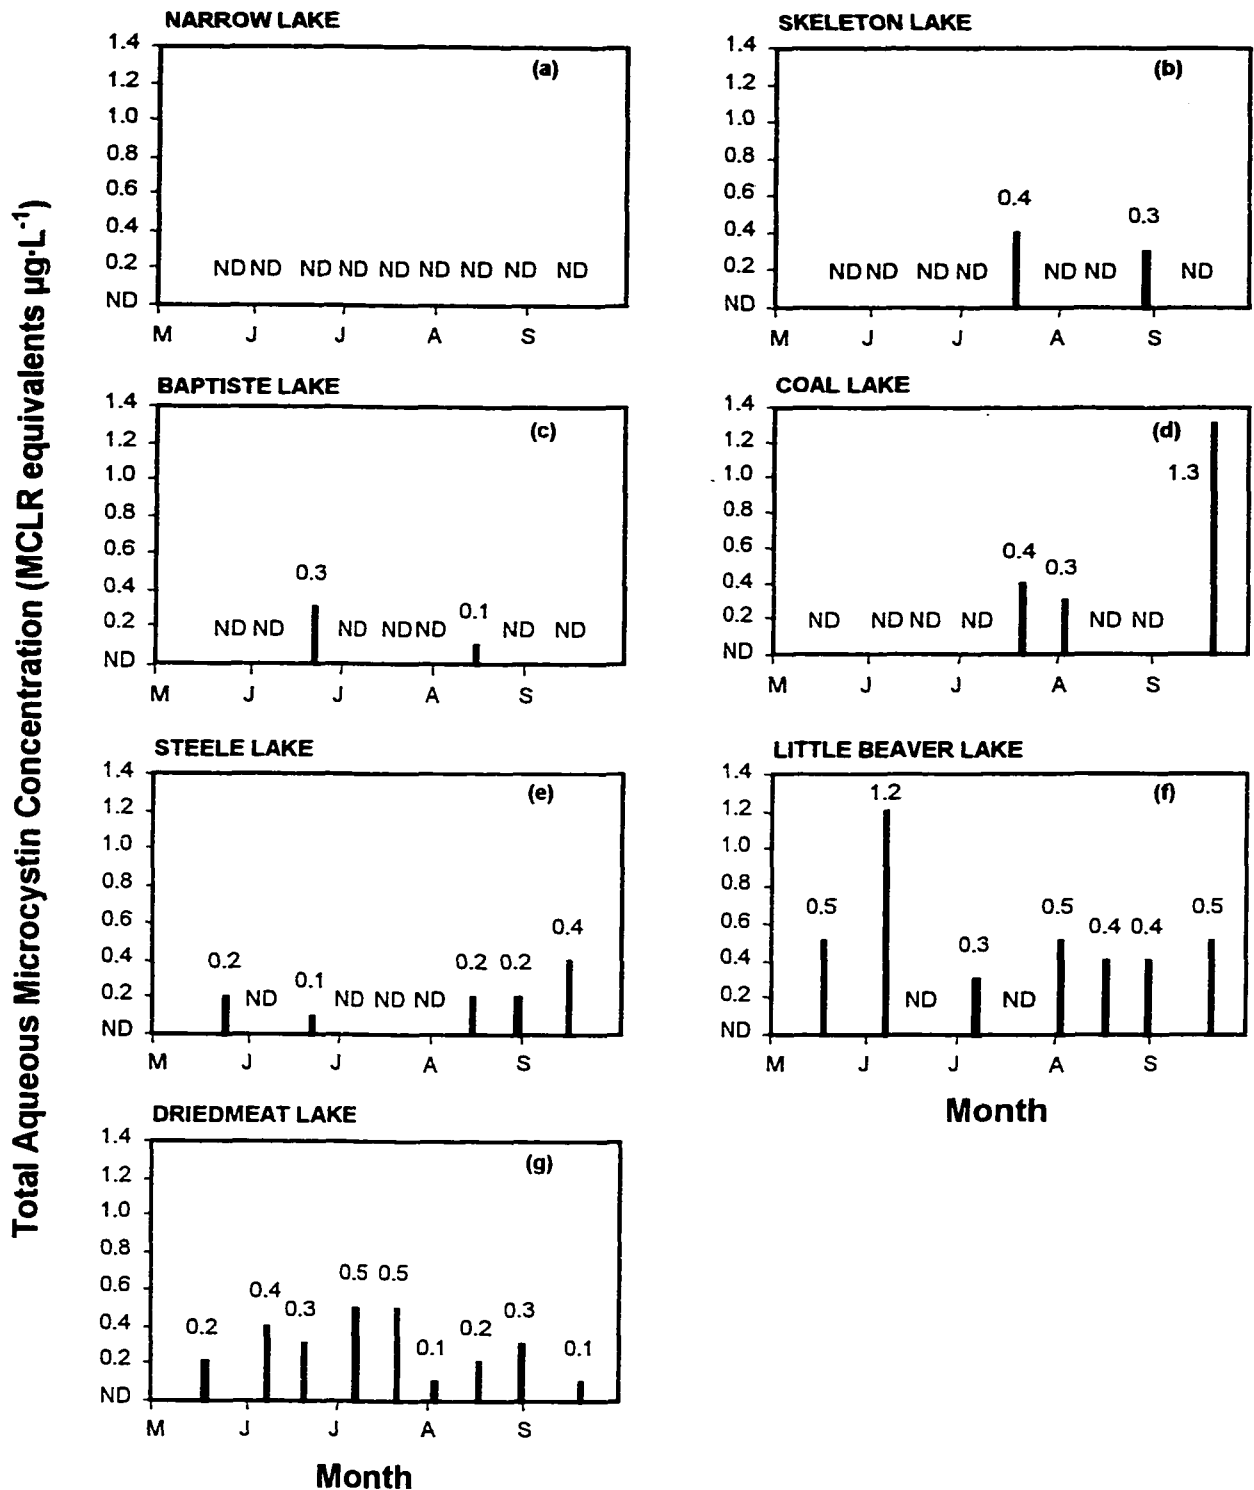 Total Aqueous Microcystin Concentration (MCLR equivalents µg·L⁻¹)
NARROW LAKE
(a)
1.4
1.2
1.0
0.8
0.6
0.4
0.2
ND
ND ND ND ND ND ND ND ND ND
M J J A S
SKELETON LAKE
(b)
1.4
1.2
1.0
0.8
0.6
0.4
0.2
ND
0.4
0.3
ND ND ND ND ND ND ND
M J J A S
BAPTISTE LAKE
(c)
1.4
1.2
1.0
0.8
0.6
0.4
0.2
ND
0.3
0.1
ND ND ND ND ND ND ND
M J J A S
COAL LAKE
(d)
1.4
1.2
1.0
0.8
0.6
0.4
0.2
ND
1.3
0.4
0.3
ND ND ND ND ND ND
M J J A S
STEELE LAKE
(e)
1.4
1.2
1.0
0.8
0.6
0.4
0.2
ND
0.2 ND 0.1 ND ND ND 0.2 0.2 0.4
M J J A S
LITTLE BEAVER LAKE
(f)
1.4
1.2
1.0
0.8
0.6
0.4
0.2
ND
0.5 1.2 ND 0.3 ND 0.5 0.4 0.4 0.5
M J J A S
Month
DRIEDMEAT LAKE
(g)
1.4
1.2
1.0
0.8
0.6
0.4
0.2
ND
0.2 0.4 0.3 0.5 0.5 0.1 0.2 0.3 0.1
M J J A S
Month